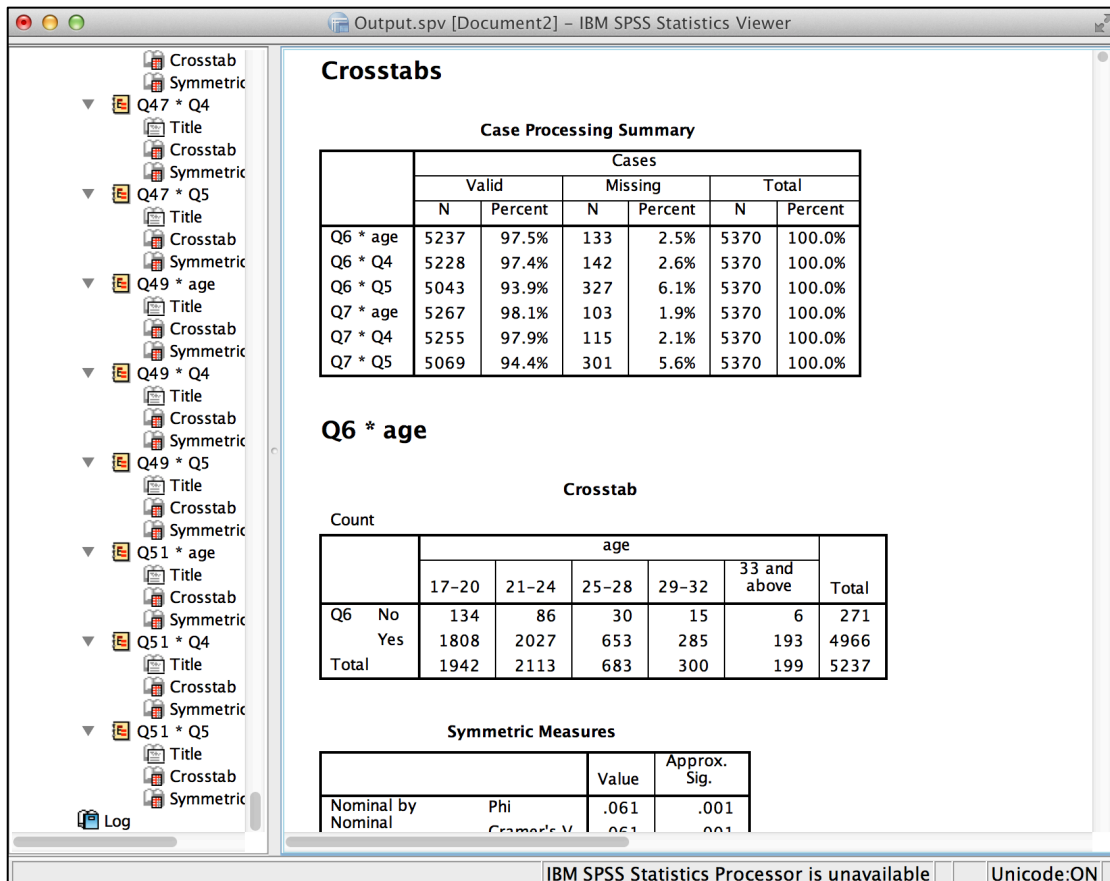 Output.spv [Document2] – IBM SPSS Statistics Viewer
Crosstab
Symmetric
Q47 * Q4
Title
Crosstab
Symmetric
Q47 * Q5
Title
Crosstab
Symmetric
Q49 * age
Title
Crosstab
Symmetric
Q49 * Q4
Title
Crosstab
Symmetric
Q49 * Q5
Title
Crosstab
Symmetric
Q51 * age
Title
Crosstab
Symmetric
Q51 * Q4
Title
Crosstab
Symmetric
Q51 * Q5
Title
Crosstab
Symmetric
Log
Crosstabs
Case Processing Summary
Cases
Valid Missing Total
N Percent N Percent N Percent
Q6 * age 5237 97.5% 133 2.5% 5370 100.0%
Q6 * Q4 5228 97.4% 142 2.6% 5370 100.0%
Q6 * Q5 5043 93.9% 327 6.1% 5370 100.0%
Q7 * age 5267 98.1% 103 1.9% 5370 100.0%
Q7 * Q4 5255 97.9% 115 2.1% 5370 100.0%
Q7 * Q5 5069 94.4% 301 5.6% 5370 100.0%
Q6 * age
Crosstab
Count
age
17–20 21–24 25–28 29–32 33 and above Total
Q6 No 134 86 30 15 6 271
Yes 1808 2027 653 285 193 4966
Total 1942 2113 683 300 199 5237
Symmetric Measures
Value Approx. Sig.
Nominal by Nominal Phi .061 .001
Cramer's V .061 .001
IBM SPSS Statistics Processor is unavailable Unicode:ON